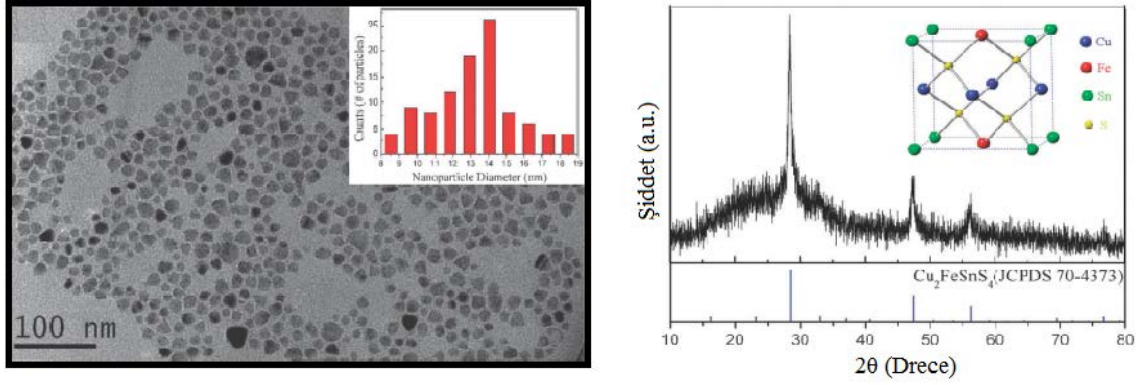 100 nm
Counts (# of particles)
25
20
15
10
5
0
8 9 10 11 12 13 14 15 16 17 18 19
Nanoparticle Diameter (nm)
Şiddet (a.u.)
Cu
Fe
Sn
S
Cu2FeSnS4(JCPDS 70-4373)
10 20 30 40 50 60 70 80
2θ (Drece)